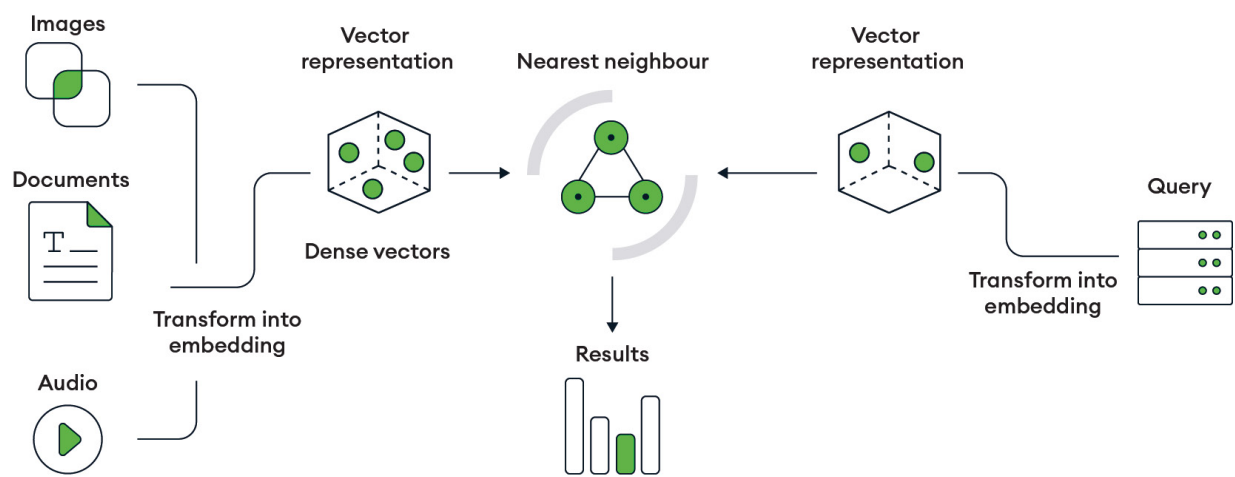 Images
Documents
T
Audio
Transform into
embedding
Vector
representation
Dense vectors
Nearest neighbour
Results
Vector
representation
Transform into
embedding
Query